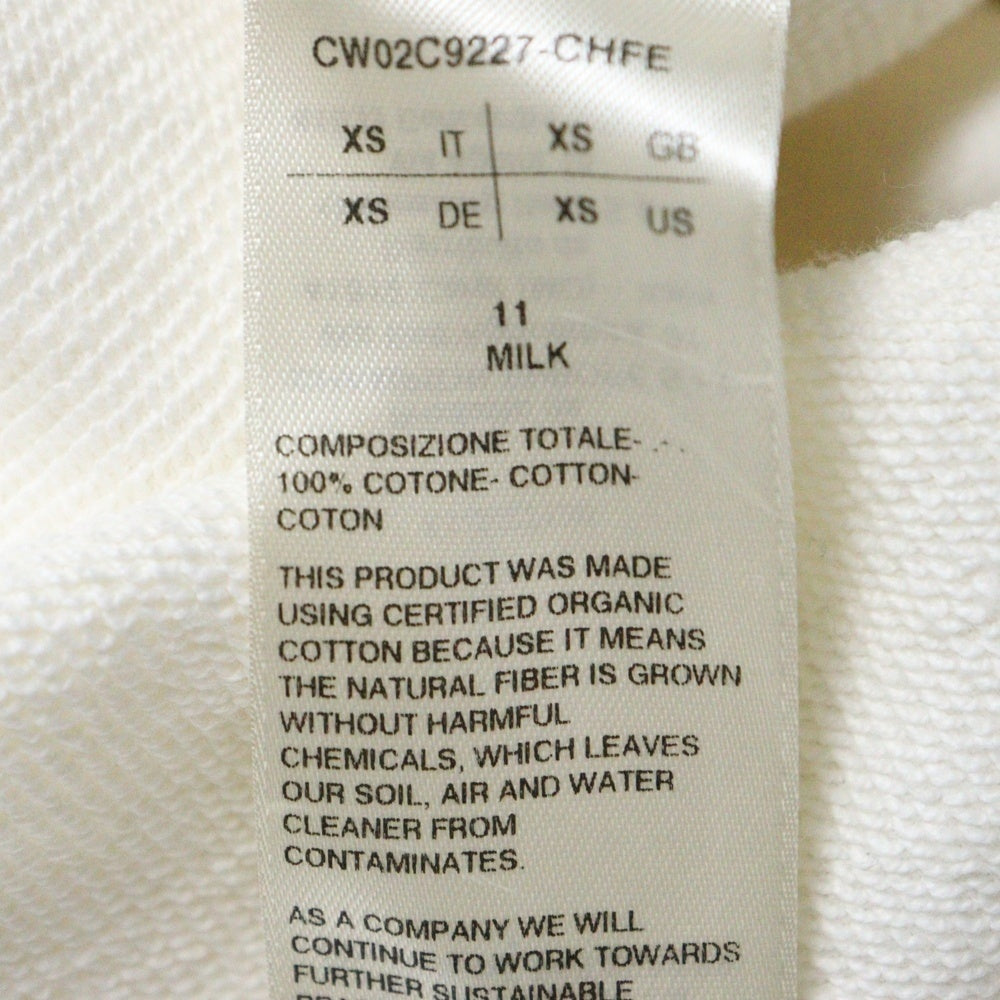 CW02C9227-CHFE
XS IT XS GB
XS DE XS US
11
MILK
COMPOSIZIONE TOTALE- - -
100% COTONE- COTTON-
COTON
THIS PRODUCT WAS MADE
USING CERTIFIED ORGANIC
COTTON BECAUSE IT MEANS
THE NATURAL FIBER IS GROWN
WITHOUT HARMFUL
CHEMICALS, WHICH LEAVES
OUR SOIL, AIR AND WATER
CLEANER FROM
CONTAMINATES.
AS A COMPANY WE WILL
CONTINUE TO WORK TOWARDS
FURTHER SUSTAINABLE